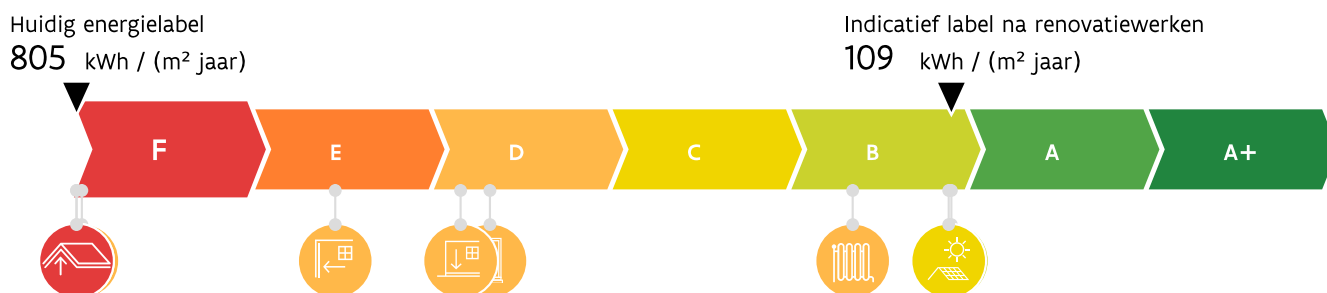 Huidig energielabel
805 kWh / (m² jaar)
Indicatief label na renovatiewerken
109 kWh / (m² jaar)
F E D C B A A+